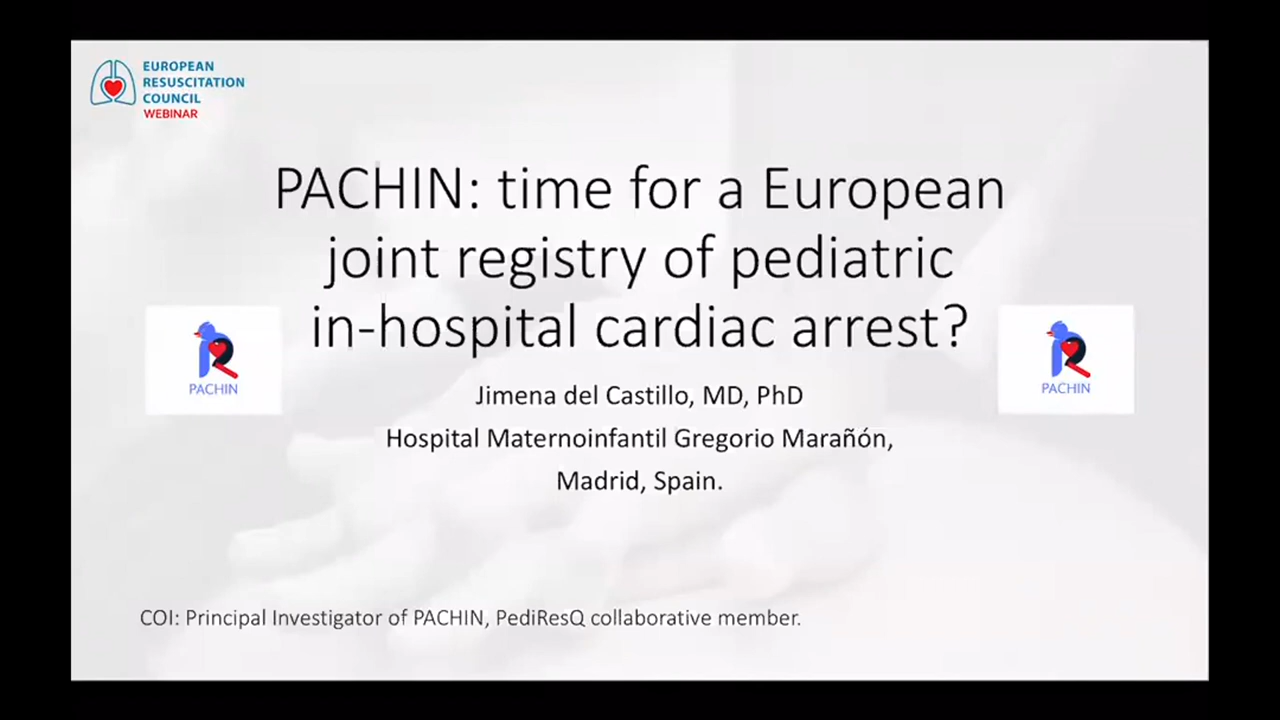 EUROPEAN
RESUSCITATION
COUNCIL
WEBINAR
PACHIN: time for a European
joint registry of pediatric
in-hospital cardiac arrest?
PACHIN
PACHIN
Jimena del Castillo, MD, PhD
Hospital Maternoinfantil Gregorio Marañón,
Madrid, Spain.
COI: Principal Investigator of PACHIN, PediResQ collaborative member.